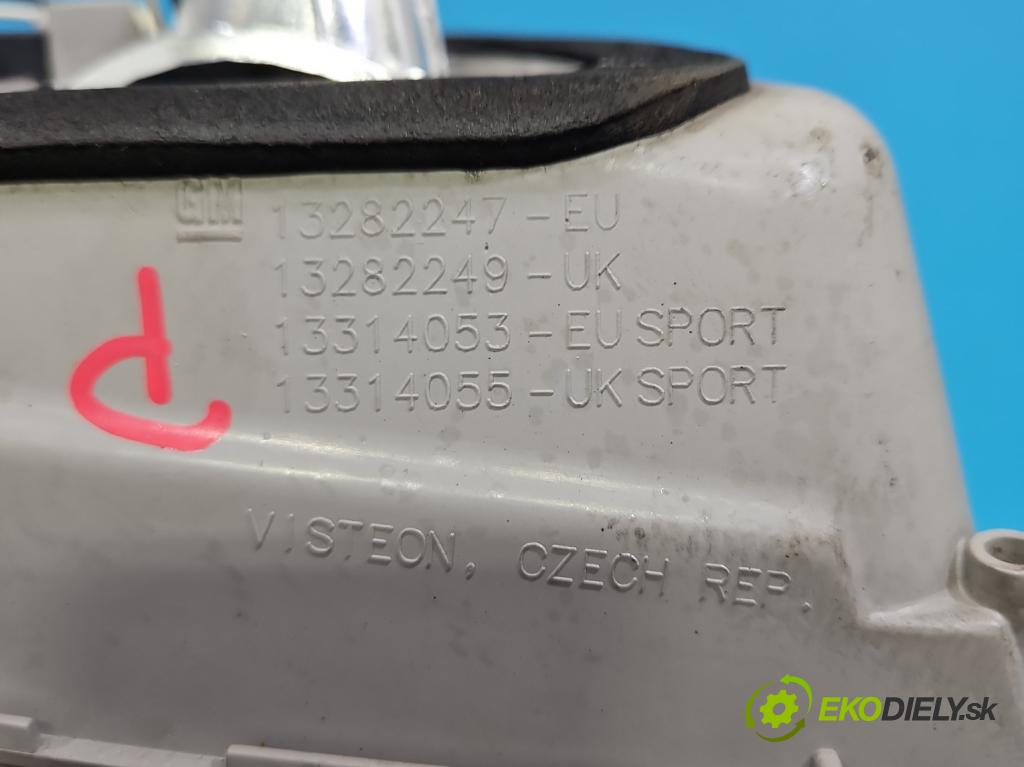 GM 13282247-EU
13282249-UK
13314053-EU SPORT
13314055-UK SPORT
P
VISTEON, CZECH REP.
EKODIELY.sk